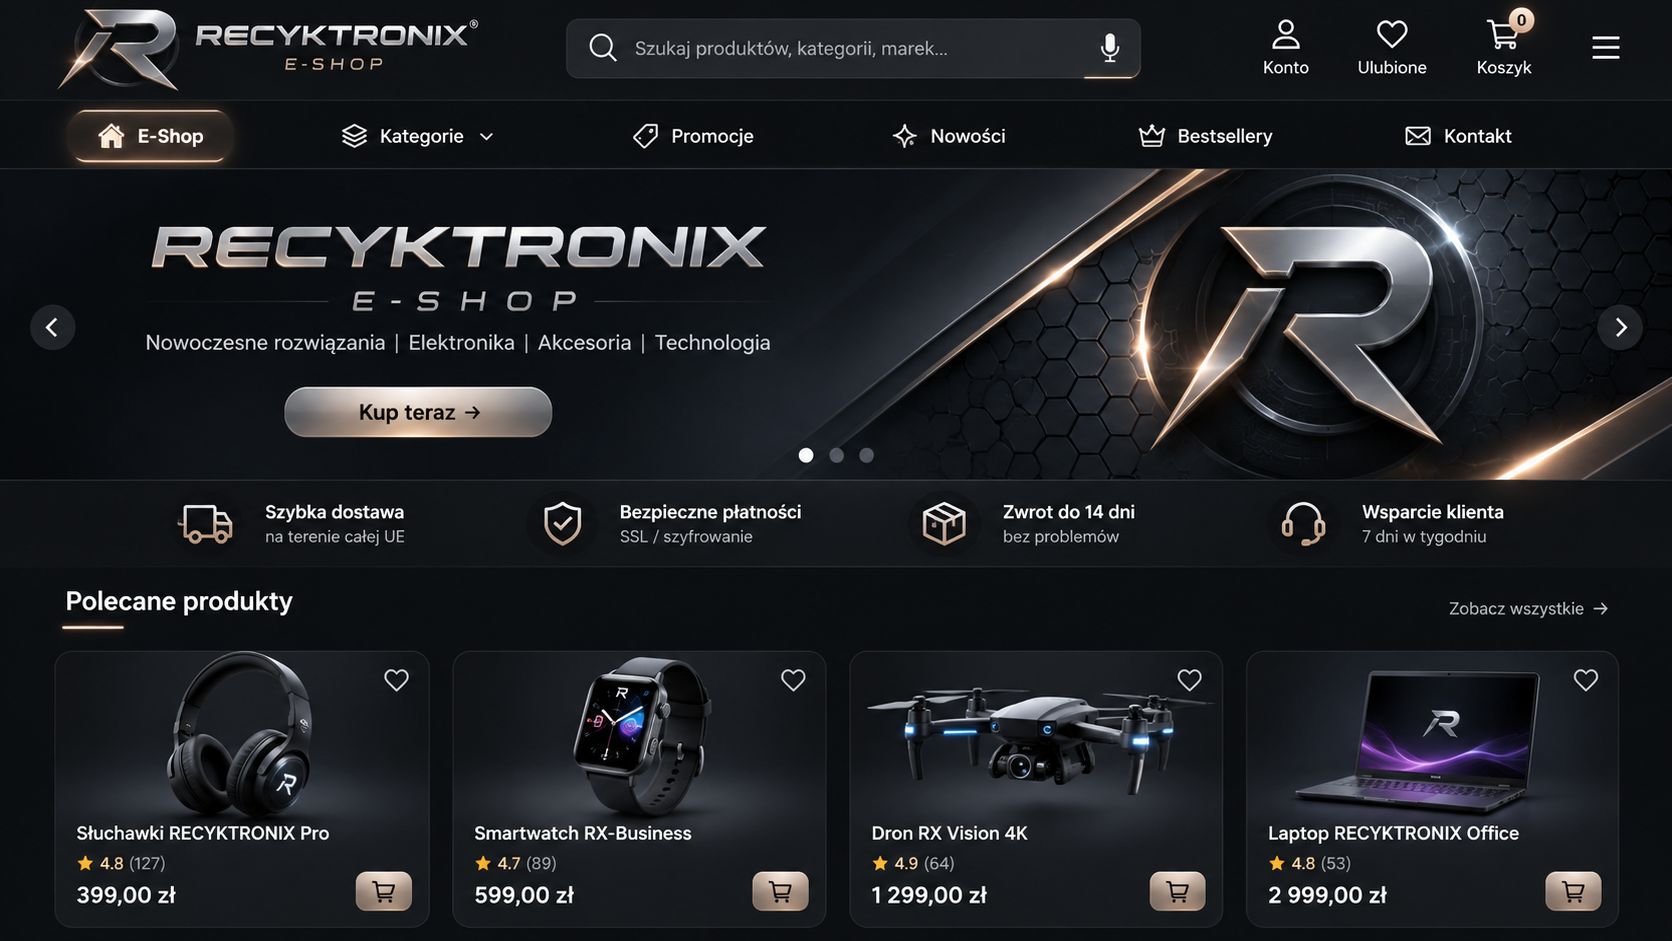 RECYKTRONIX®
E-SHOP
Szukaj produktów, kategorii, marek...
0
Konto
Ulubione
Koszyk
E-Shop
Kategorie
Promocje
Nowości
Bestsellery
Kontakt
RECYKTRONIX
E-SHOP
Nowoczesne rozwiązania | Elektronika | Akcesoria | Technologia
Kup teraz →
Szybka dostawa
na terenie całej UE
Bezpieczne płatności
SSL / szyfrowanie
Zwrot do 14 dni
bez problemów
Wsparcie klienta
7 dni w tygodniu
Polecane produkty
Zobacz wszystkie →
Słuchawki RECYKTRONIX Pro
4.8 (127)
399,00 zł
Smartwatch RX-Business
4.7 (89)
599,00 zł
Dron RX Vision 4K
4.9 (64)
1 299,00 zł
Laptop RECYKTRONIX Office
4.8 (53)
2 999,00 zł